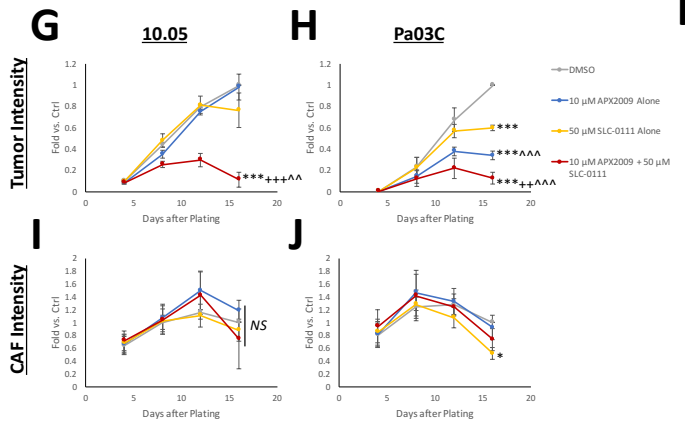 G
10.05
H
Pa03C
Tumor Intensity
Fold vs. Ctrl
1.2
1
0.8
0.6
0.4
0.2
0
0
5
10
15
20
Days after Plating
***+++^^
Fold vs. Ctrl
1.2
1
0.8
0.6
0.4
0.2
0
0
5
10
15
20
Days after Plating
***
***^^^
***++^^^
DMSO
10 μM APX2009 Alone
50 μM SLC-0111 Alone
10 μM APX2009 + 50 μM
SLC-0111
I
J
CAF Intensity
Fold vs. Ctrl
2
1.8
1.6
1.4
1.2
1
0.8
0.6
0.4
0.2
0
0
10
20
Days after Plating
NS
Fold vs. Ctrl
2
1.8
1.6
1.4
1.2
1
0.8
0.6
0.4
0.2
0
0
5
10
15
20
Days after Plating
*